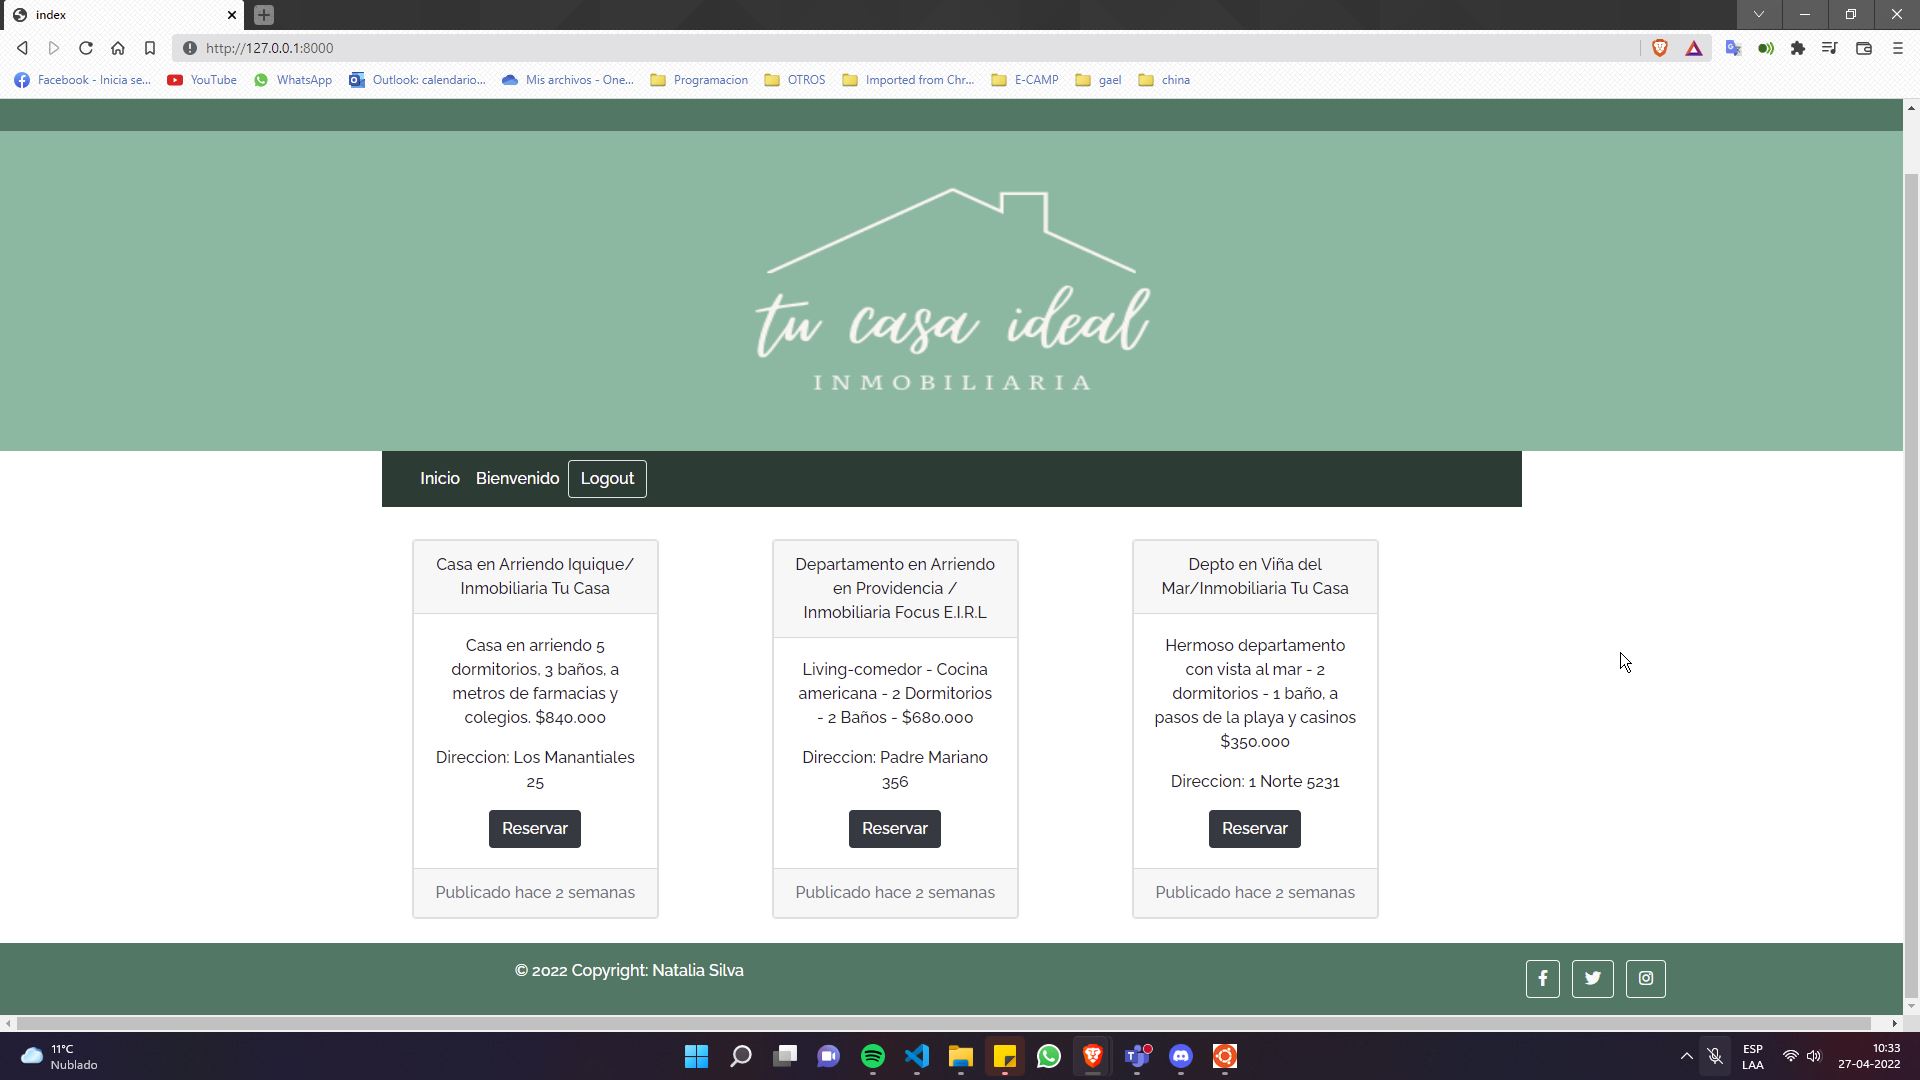 index
http://127.0.0.1:8000
Facebook - Inicia se...
YouTube
WhatsApp
Outlook: calendario...
Mis archivos - One...
Programacion
OTROS
Imported from Chr...
E-CAMP
gael
china
tu casa ideal
INMOBILIARIA
Inicio Bienvenido Logout
Casa en Arriendo Iquique/
Inmobiliaria Tu Casa
Casa en arriendo 5
dormitorios, 3 baños, a
metros de farmacias y
colegios. $840.000
Direccion: Los Manantiales
25
Reservar
Publicado hace 2 semanas
Departamento en Arriendo
en Providencia /
Inmobiliaria Focus E.I.R.L
Living-comedor - Cocina
americana - 2 Dormitorios
- 2 Baños - $680.000
Direccion: Padre Mariano
356
Reservar
Publicado hace 2 semanas
Depto en Viña del
Mar/Inmobiliaria Tu Casa
Hermoso departamento
con vista al mar - 2
dormitorios - 1 baño, a
pasos de la playa y casinos
$350.000
Direccion: 1 Norte 5231
Reservar
Publicado hace 2 semanas
© 2022 Copyright: Natalia Silva
11°C
Nublado
ESP
LAA
10:33
27-04-2022